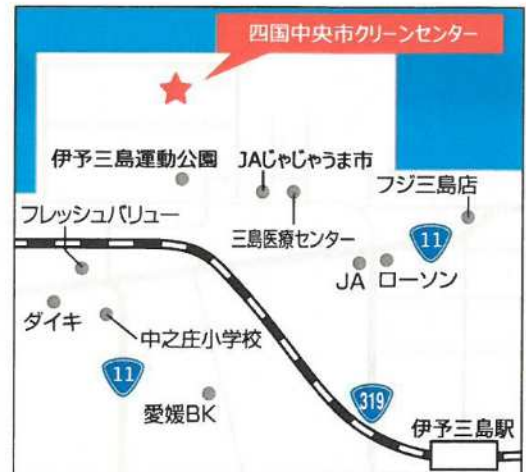 四国中央市クリーンセンター
伊予三島運動公園
JAじゃじゃうま市
フジ三島店
フレッシュバリュー
三島医療センター
11
JA
ローソン
ダイキ
中之庄小学校
11
愛媛BK
319
伊予三島駅